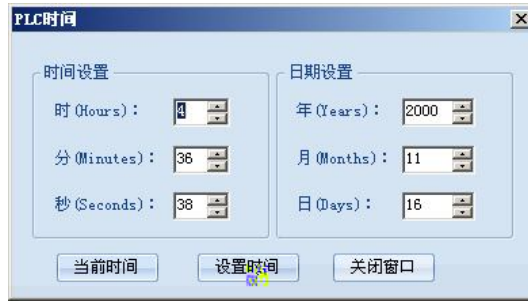 PLC时间
时间设置
时(Hours)： 4
分(Minutes)： 36
秒(Seconds)： 38
日期设置
年(Years)： 2000
月(Months)： 11
日(Days)： 16
当前时间 设置时间 关闭窗口